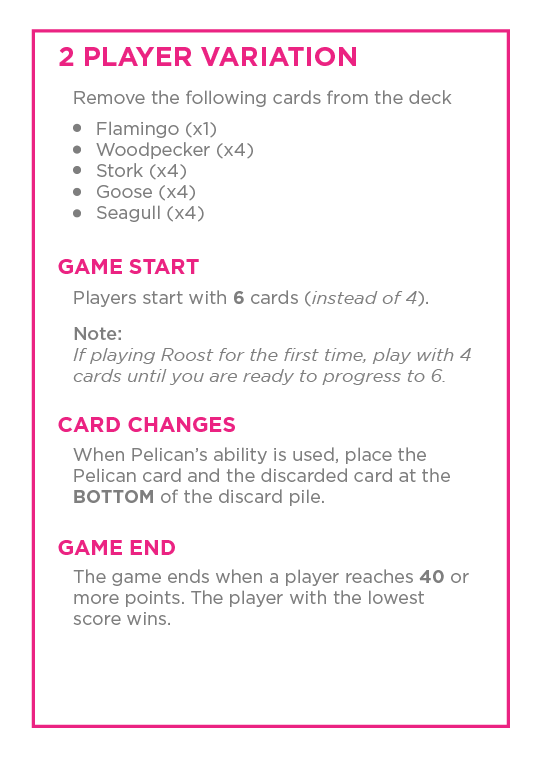 2 PLAYER VARIATION
Remove the following cards from the deck
• Flamingo (x1)
• Woodpecker (x4)
• Stork (x4)
• Goose (x4)
• Seagull (x4)
GAME START
Players start with 6 cards (instead of 4).
Note:
If playing Roost for the first time, play with 4
cards until you are ready to progress to 6.
CARD CHANGES
When Pelican’s ability is used, place the
Pelican card and the discarded card at the
BOTTOM of the discard pile.
GAME END
The game ends when a player reaches 40 or
more points. The player with the lowest
score wins.